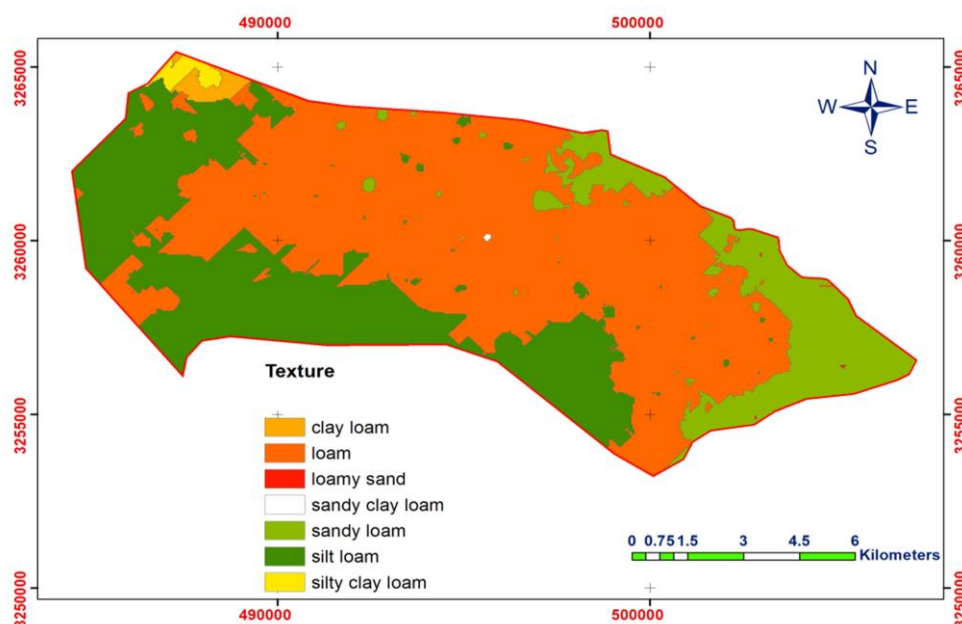 490000 500000
3265000 3265000
N
W E
S
3260000 3260000
Texture
3255000 3255000
clay loam
loam
loamy sand
sandy clay loam
sandy loam
silt loam
silty clay loam
0 0.75 1.5 3 4.5 6
Kilometers
3250000 3250000
490000 500000